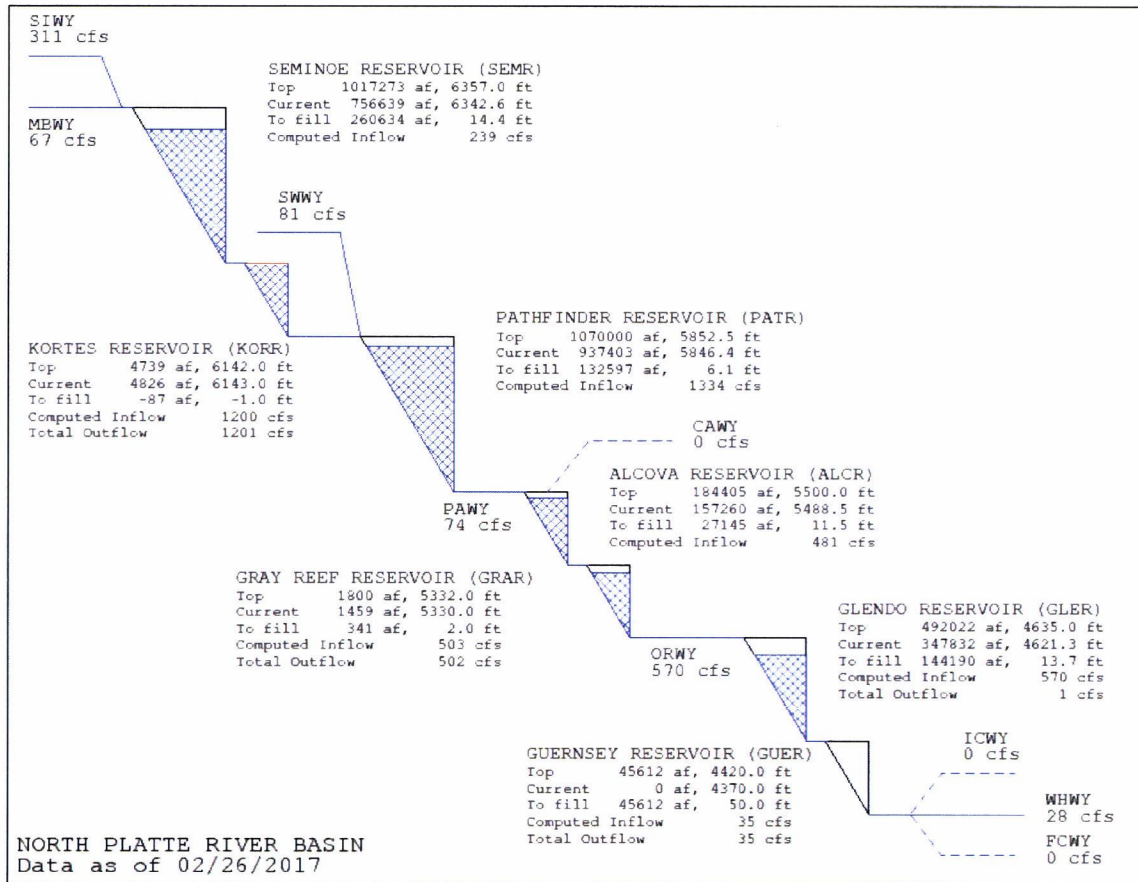 SIWY
311 cfs
MBWY
67 cfs
SEMINOE RESERVOIR (SEMR)
Top 1017273 af, 6357.0 ft
Current 756639 af, 6342.6 ft
To fill 260634 af, 14.4 ft
Computed Inflow 239 cfs
SWWY
81 cfs
KORTES RESERVOIR (KORR)
Top 4739 af, 6142.0 ft
Current 4826 af, 6143.0 ft
To fill -87 af, -1.0 ft
Computed Inflow 1200 cfs
Total Outflow 1201 cfs
PATHFINDER RESERVOIR (PATR)
Top 1070000 af, 5852.5 ft
Current 937403 af, 5846.4 ft
To fill 132597 af, 6.1 ft
Computed Inflow 1334 cfs
CAWY
0 cfs
PAWY
74 cfs
ALCOVA RESERVOIR (ALCR)
Top 184405 af, 5500.0 ft
Current 157260 af, 5488.5 ft
To fill 27145 af, 11.5 ft
Computed Inflow 481 cfs
GRAY REEF RESERVOIR (GRAR)
Top 1800 af, 5332.0 ft
Current 1459 af, 5330.0 ft
To fill 341 af, 2.0 ft
Computed Inflow 503 cfs
Total Outflow 502 cfs
ORWY
570 cfs
GLENDO RESERVOIR (GLER)
Top 492022 af, 4635.0 ft
Current 347832 af, 4621.3 ft
To fill 144190 af, 13.7 ft
Computed Inflow 570 cfs
Total Outflow 1 cfs
GUERNSEY RESERVOIR (GUER)
Top 45612 af, 4420.0 ft
Current 0 af, 4370.0 ft
To fill 45612 af, 50.0 ft
Computed Inflow 35 cfs
Total Outflow 35 cfs
ICWY
0 cfs
WHWY
28 cfs
FCWY
0 cfs
NORTH PLATTE RIVER BASIN
Data as of 02/26/2017